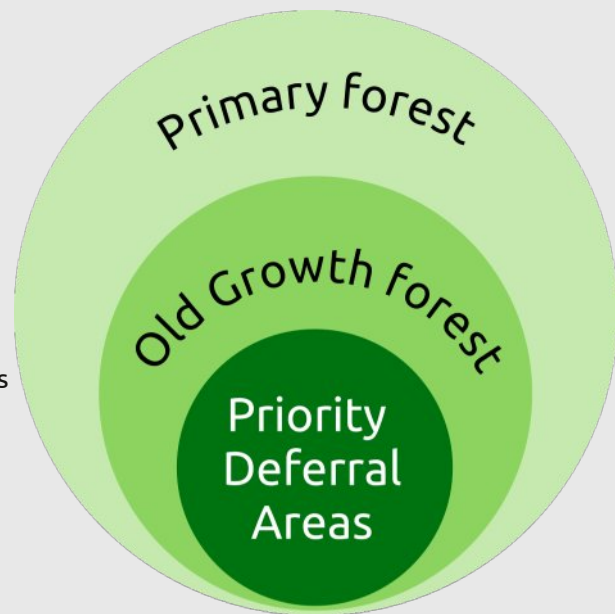 Primary forest
Old Growth forest
s
Priority
Deferral
Areas